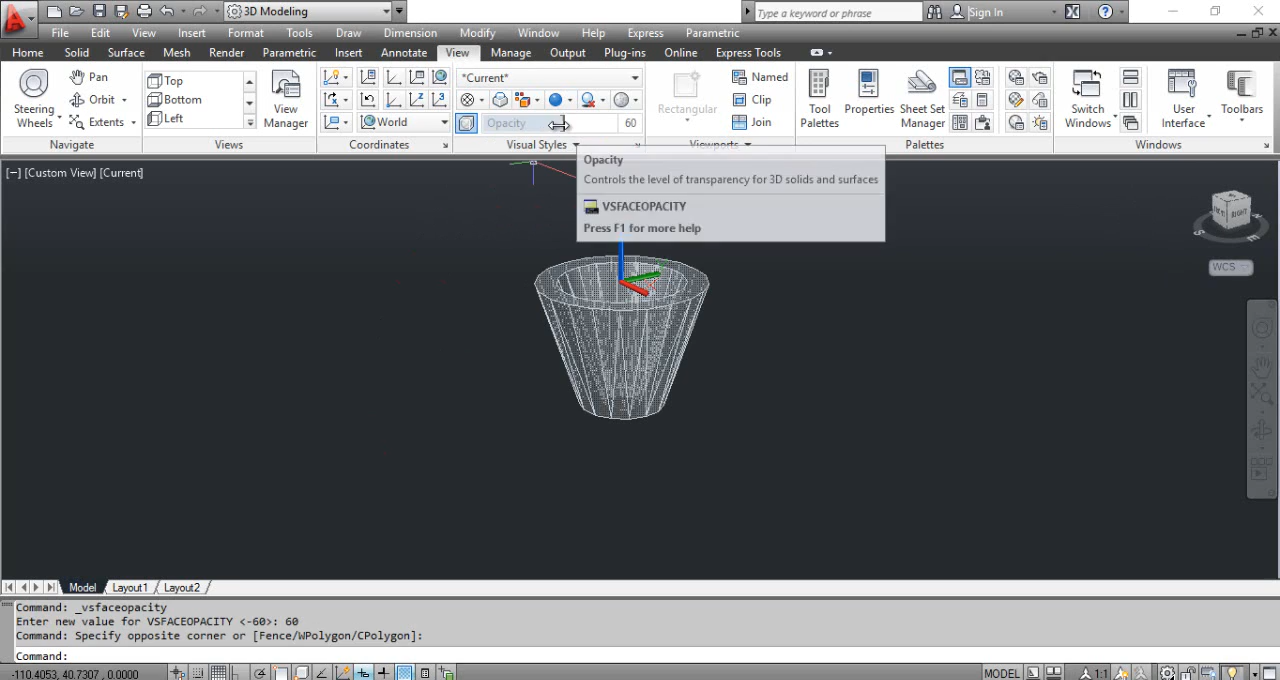 3D Modeling
Type a keyword or phrase
Sign In
File Edit View Insert Format Tools Draw Dimension Modify Window Help Express Parametric
Home Solid Surface Mesh Render Parametric Insert Annotate View Manage Output Plug-ins Online Express Tools
Steering Wheels
Pan
Orbit
Extents
Navigate
Top
Bottom
Left
View Manager
Views
World
Coordinates
*Current*
Opacity 60
Visual Styles
Rectangular
Named
Clip
Join
Viewports
Tool Palettes
Properties
Sheet Set Manager
Palettes
Switch Windows
User Interface
Toolbars
Windows
[−] [Custom View] [Current]
Opacity
Controls the level of transparency for 3D solids and surfaces
VSFACEOPACITY
Press F1 for more help
RIGHT
S
E
WCS
Model Layout1 Layout2
Command: _vsfaceopacity
Enter new value for VSFACEOPACITY <-60>: 60
Command: Specify opposite corner or [Fence/WPolygon/CPolygon]:
Command:
-110.4053, 40.7307 , 0.0000
MODEL
1:1